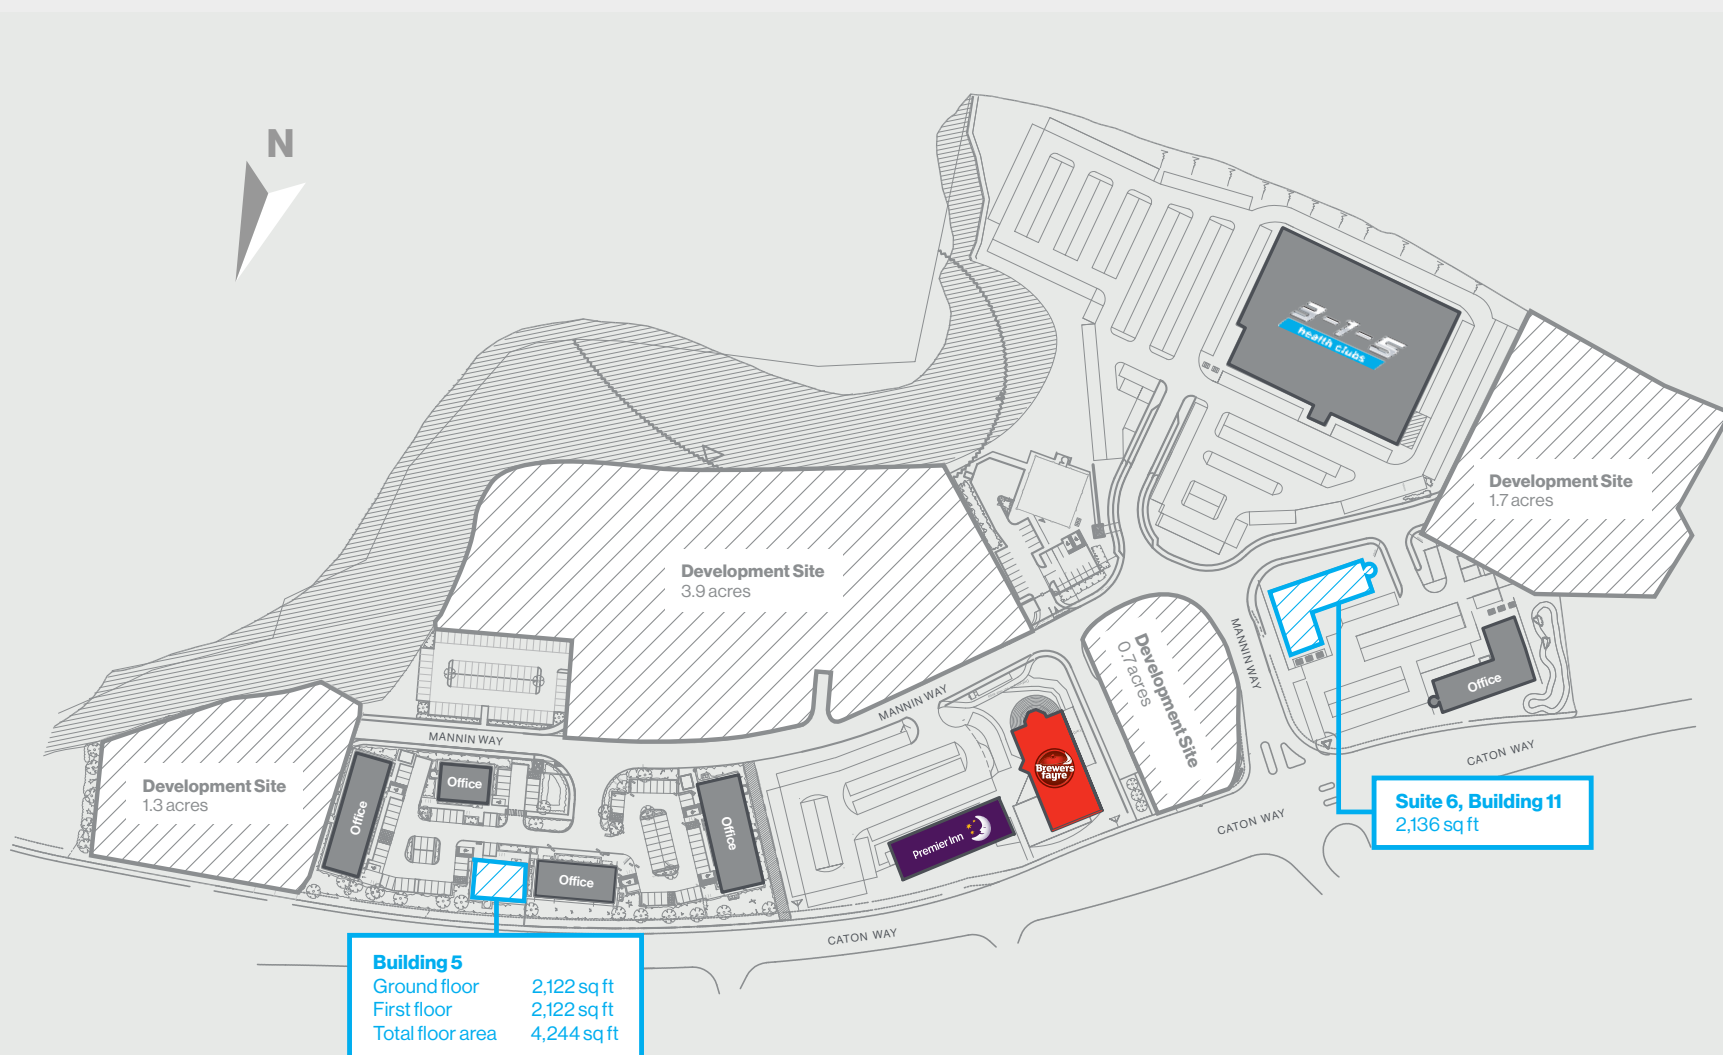 N
3-1-5
health clubs
Development Site
1.7 acres
Development Site
3.9 acres
Development Site
0.7 acres
MANNIN WAY
Office
MANNIN WAY
MANNIN WAY
CATON WAY
Development Site
1.3 acres
Office
Office
Office
Office
Brewers
fayre
Premier Inn
Suite 6, Building 11
2,136 sq ft
CATON WAY
CATON WAY
Building 5
Ground floor 2,122 sq ft
First floor 2,122 sq ft
Total floor area 4,244 sq ft